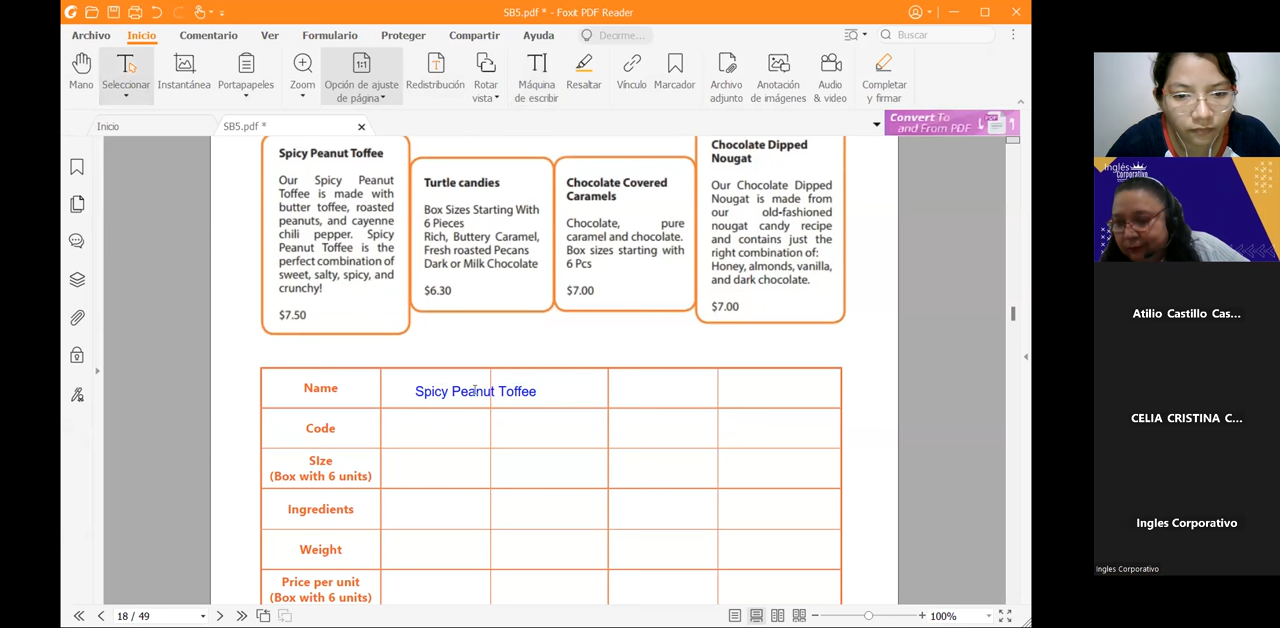 SB5.pdf * - Foxit PDF Reader
Archivo Inicio Comentario Ver Formulario Proteger Compartir Ayuda Decirme... Buscar
Mano
Seleccionar
Instantánea
Portapapeles
Zoom
Opción de ajuste
de página
Redistribución
Rotar
vista
Máquina
de escribir
Resaltar
Vínculo
Marcador
Archivo
adjunto
Anotación
de imágenes
Audio
& video
Completar
y firmar
Inicio
SB5.pdf *
Convert To
and From PDF
PDF
Spicy Peanut Toffee
Our Spicy Peanut
Toffee is made with
butter toffee, roasted
peanuts, and cayenne
chili pepper. Spicy
Peanut Toffee is the
perfect combination of
sweet, salty, spicy, and
crunchy!
$7.50
Turtle candies
Box Sizes Starting With
6 Pieces
Rich, Buttery Caramel,
Fresh roasted Pecans
Dark or Milk Chocolate
$6.30
Chocolate Covered
Caramels
Chocolate, pure
caramel and chocolate.
Box sizes starting with
6 Pcs
$7.00
Chocolate Dipped
Nougat
Our Chocolate Dipped
Nougat is made from
our old-fashioned
nougat candy recipe
and contains just the
right combination of:
Honey, almonds, vanilla,
and dark chocolate.
$7.00
Name
Spicy Peanut Toffee
Code
SIze
(Box with 6 units)
Ingredients
Weight
Price per unit
(Box with 6 units)
18 / 49
100%
Inglés
Corporativo
Atilio Castillo Cas...
CELIA CRISTINA C...
Ingles Corporativo
Ingles Corporativo